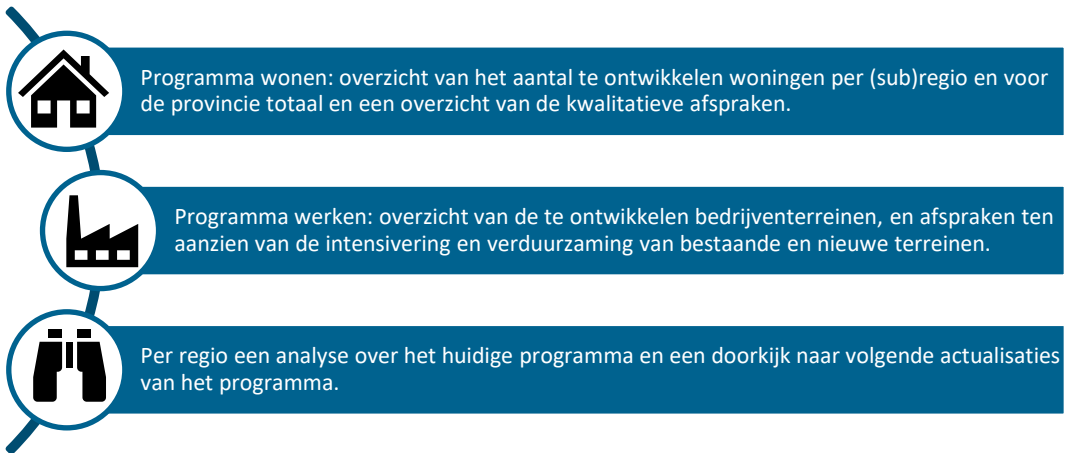 Programma wonen: overzicht van het aantal te ontwikkelen woningen per (sub)regio en voor
de provincie totaal en een overzicht van de kwalitatieve afspraken.
Programma werken: overzicht van de te ontwikkelen bedrijventerreinen, en afspraken ten
aanzien van de intensivering en verduurzaming van bestaande en nieuwe terreinen.
Per regio een analyse over het huidige programma en een doorkijk naar volgende actualisaties
van het programma.